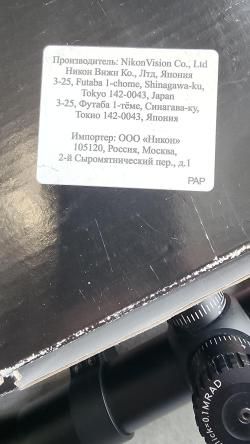 Производитель: NikonVision Co., Ltd
Никон Вижн Ко., Лтд, Япония
3-25, Futaba 1-chome, Shinagawa-ku,
Tokyo 142-0043, Japan
3-25, Футаба 1-тёме, Синагава-ку,
Токио 142-0043, Япония
Импортер: ООО «Никон»
105120, Россия, Москва,
2-й Сыромятнический пер., д.1
PAP
=0.1MRAD